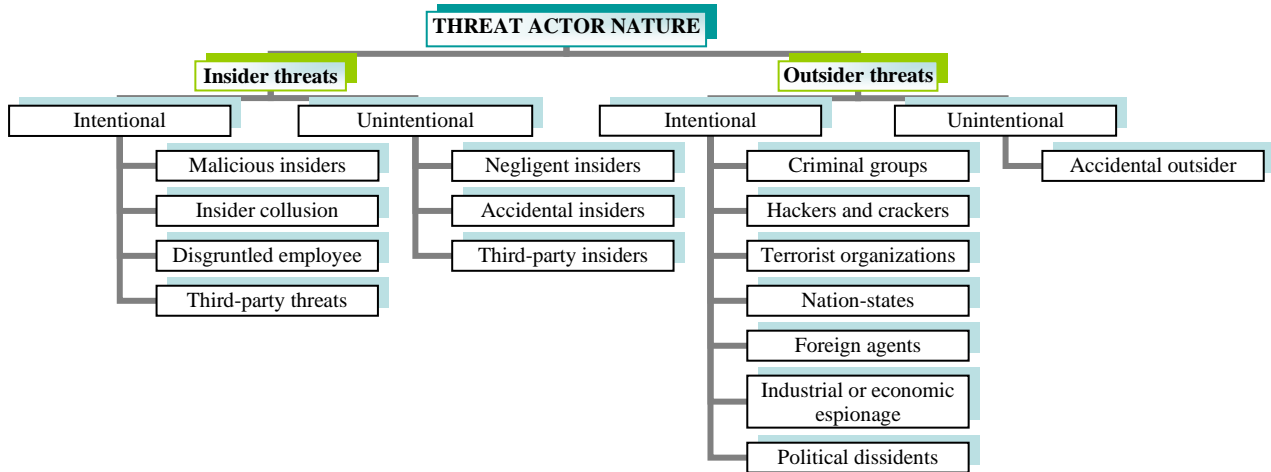 THREAT ACTOR NATURE
Insider threats
Outsider threats
Intentional
Unintentional
Intentional
Unintentional
Malicious insiders
Insider collusion
Disgruntled employee
Third-party threats
Negligent insiders
Accidental insiders
Third-party insiders
Criminal groups
Hackers and crackers
Terrorist organizations
Nation-states
Foreign agents
Industrial or economic
espionage
Political dissidents
Accidental outsider